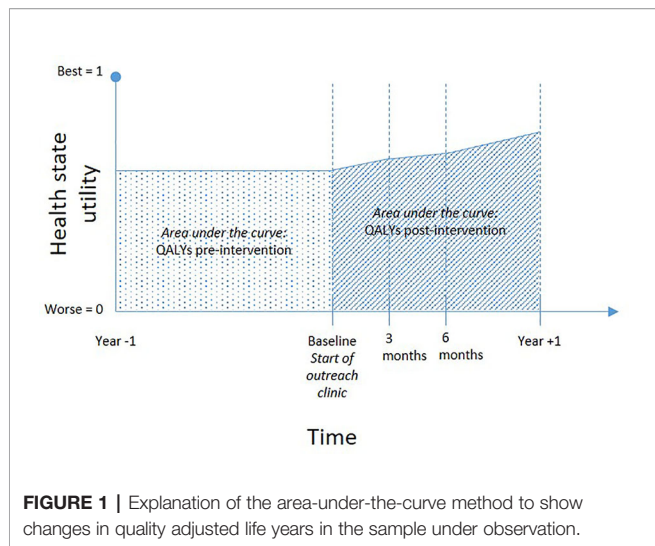 Best = 1
Health state
utility
Area under the curve:
QALYs pre-intervention
Area under the curve:
QALYs post-intervention
Worse = 0
Year -1
Baseline
Start of
outreach
clinic
3
months
6
months
Year +1
Time
FIGURE 1 | Explanation of the area-under-the-curve method to show
changes in quality adjusted life years in the sample under observation.